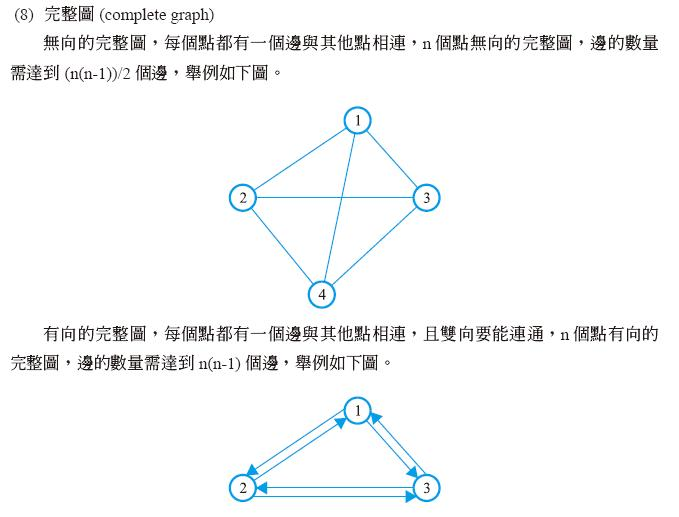 (8) 完整圖 (complete graph)
無向的完整圖，每個點都有一個邊與其他點相連，n 個點無向的完整圖，邊的數量
需達到 (n(n-1))/2 個邊，舉例如下圖。
1
2
3
4
有向的完整圖，每個點都有一個邊與其他點相連，且雙向要能連通，n 個點有向的
完整圖，邊的數量需達到 n(n-1) 個邊，舉例如下圖。
1
2
3